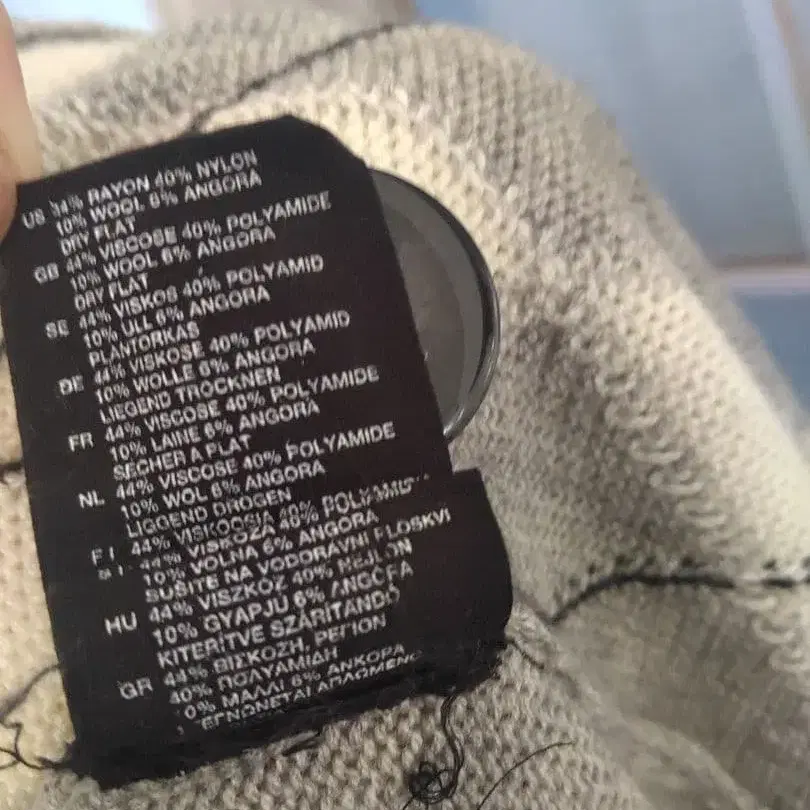 US 44% RAYON 40% NYLON
10% WOOL 6% ANGORA
DRY FLAT
GB 44% VISCOSE 40% POLYAMIDE
10% WOOL 6% ANGORA
DRY FLAT
SE 44% VISKOS 40% POLYAMID
10% ULL 6% ANGORA
PLANTORKAS
DE 44% VISKOSE 40% POLYAMID
10% WOLLE 6% ANGORA
LIEGEND TROCKNEN
FR 44% VISCOSE 40% POLYAMIDE
10% LAINE 6% ANGORA
SECHER A PLAT
NL 44% VISCOSE 40% POLYAMIDE
10% WOL 6% ANGORA
LIGGEND DROGEN
FI 44% VISKOOSIA 40%
44% VISKOZA 40%
10% VOLNA 6% ANGORA
SUŠITE NA VODORAVNI PLOSKVI
HU 44% VISZKÓZ 40% NEJLON
10% GYAPJÚ 6% ANGÓRA
KITERÍTVE SZÁRÍTANDÓ
GR 44% ΒΙΣΚΟΖΗ, ΡΕΓΙΟΝ
40% ΠΟΛΥΑΜΙΔΗ
10% ΜΑΛΛΙ 6% ΑΝΚΟΡΑ